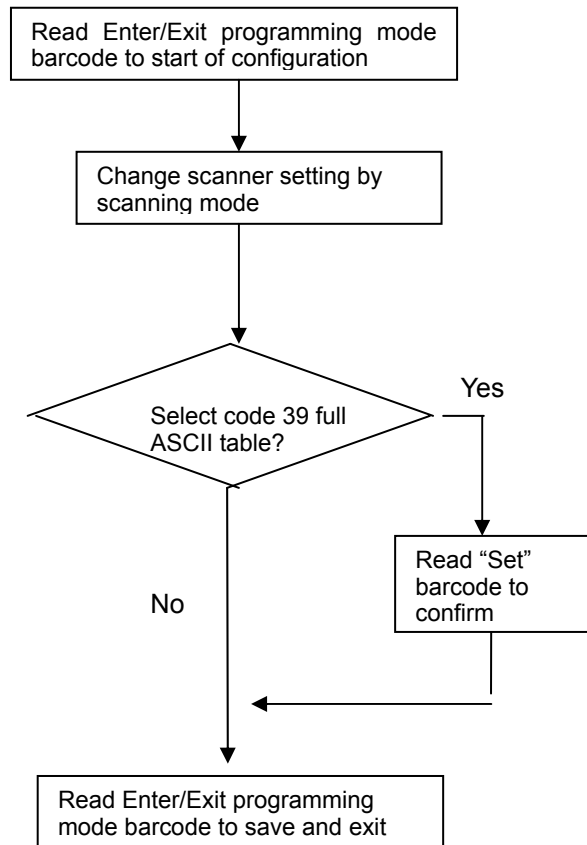 Read Enter/Exit programming mode
barcode to start of configuration
Change scanner setting by
scanning mode
Yes
Select code 39 full
ASCII table?
Read “Set”
barcode to
confirm
No
Read Enter/Exit programming
mode barcode to save and exit